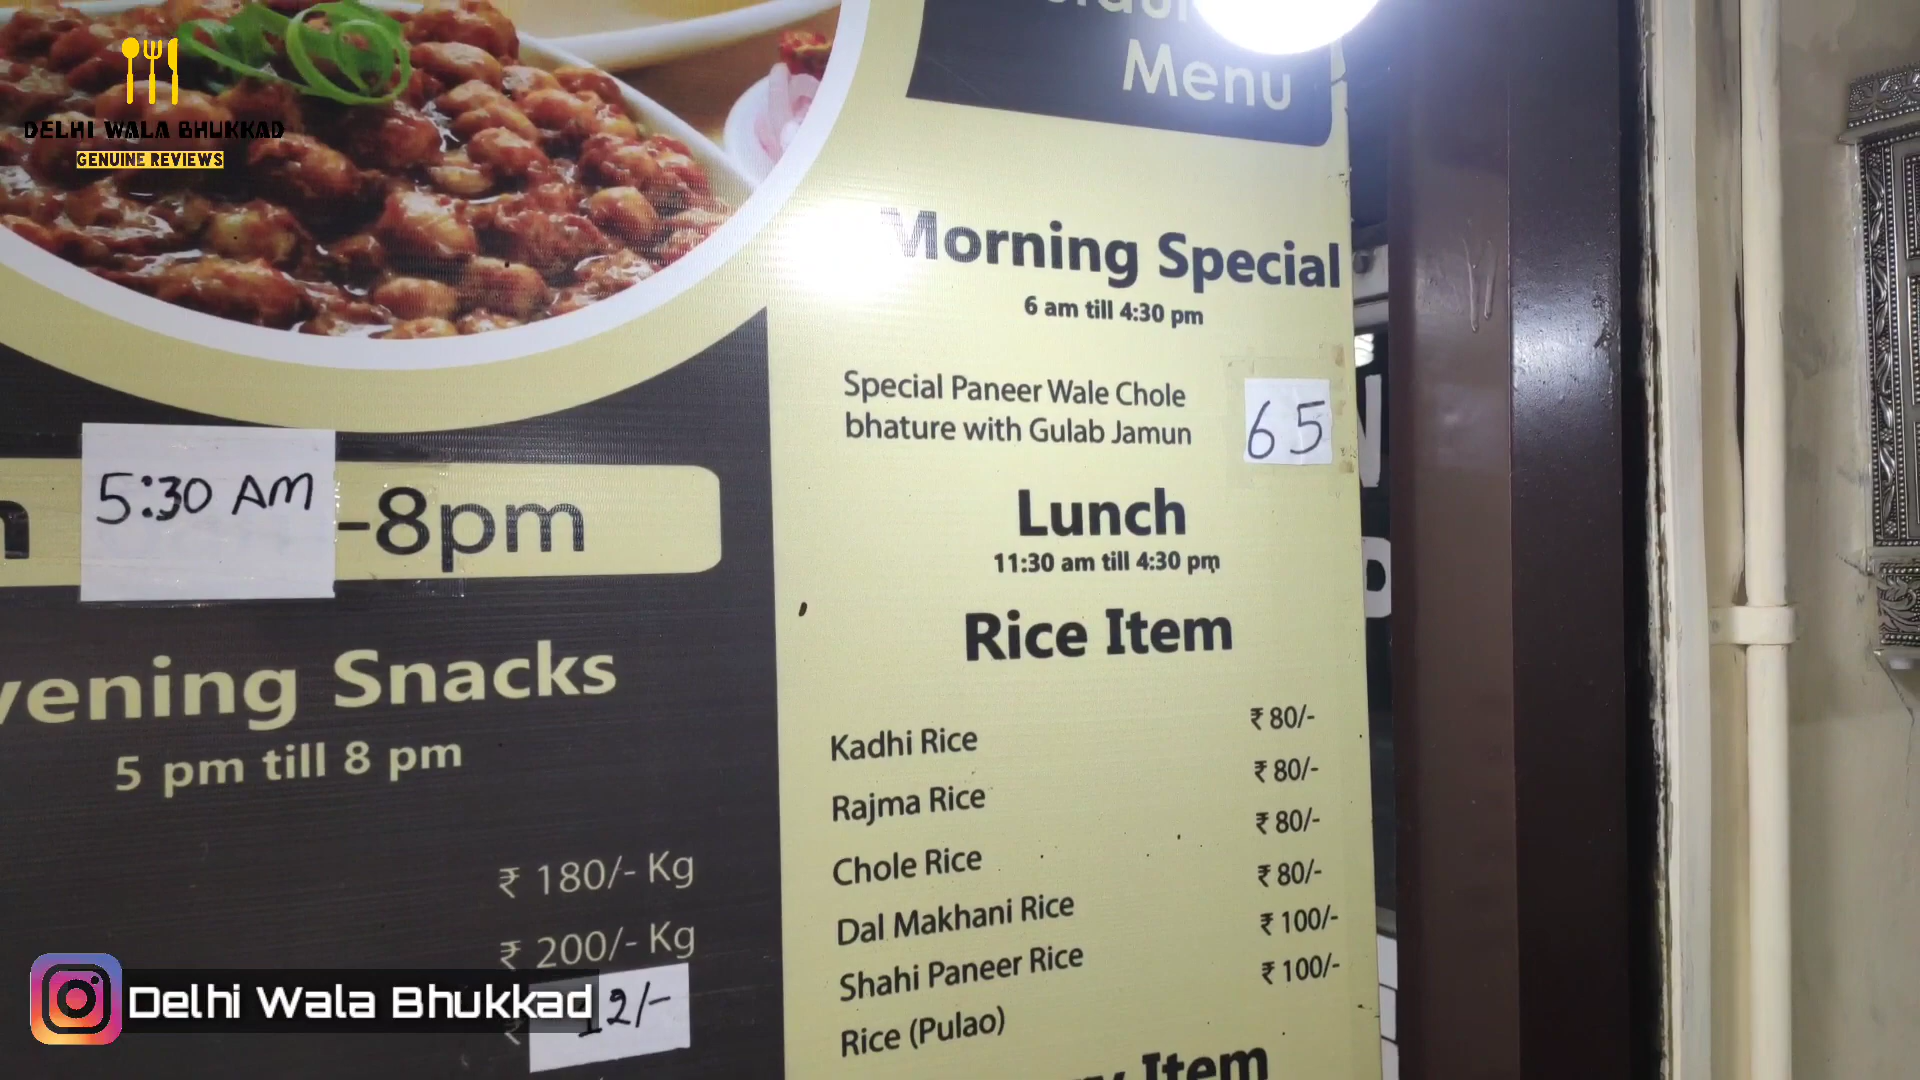 DELHI WALA BHUKKAD
GENUINE REVIEWS
Menu
Morning Special
6 am till 4:30 pm
Special Paneer Wale Chole
bhature with Gulab Jamun 65
Lunch
11:30 am till 4:30 pm
Rice Item
Kadhi Rice ₹ 80/-
Rajma Rice ₹ 80/-
Chole Rice ₹ 80/-
Dal Makhani Rice ₹ 80/-
Shahi Paneer Rice ₹ 100/-
Rice (Pulao) ₹ 100/-
Item
5:30 AM -8pm
vening Snacks
5 pm till 8 pm
₹ 180/- Kg
₹ 200/- Kg
₹ 12/-
Delhi Wala Bhukkad